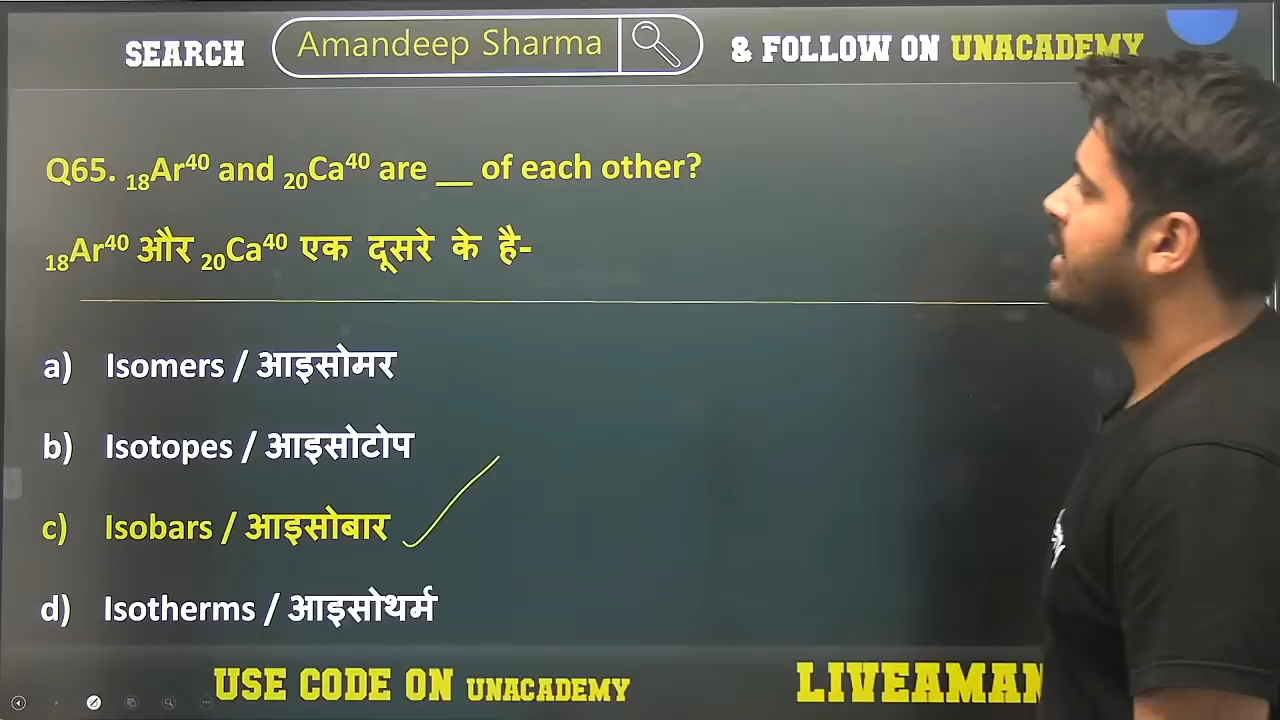 SEARCH Amandeep Sharma & FOLLOW ON UNACADEMY
Q65. ₁₈Ar⁴⁰ and ₂₀Ca⁴⁰ are __ of each other?
₁₈Ar⁴⁰ और ₂₀Ca⁴⁰ एक दूसरे के है-
a) Isomers / आइसोमर
b) Isotopes / आइसोटोप
c) Isobars / आइसोबार
d) Isotherms / आइसोथर्म
USE CODE ON UNACADEMY LIVEAMAN